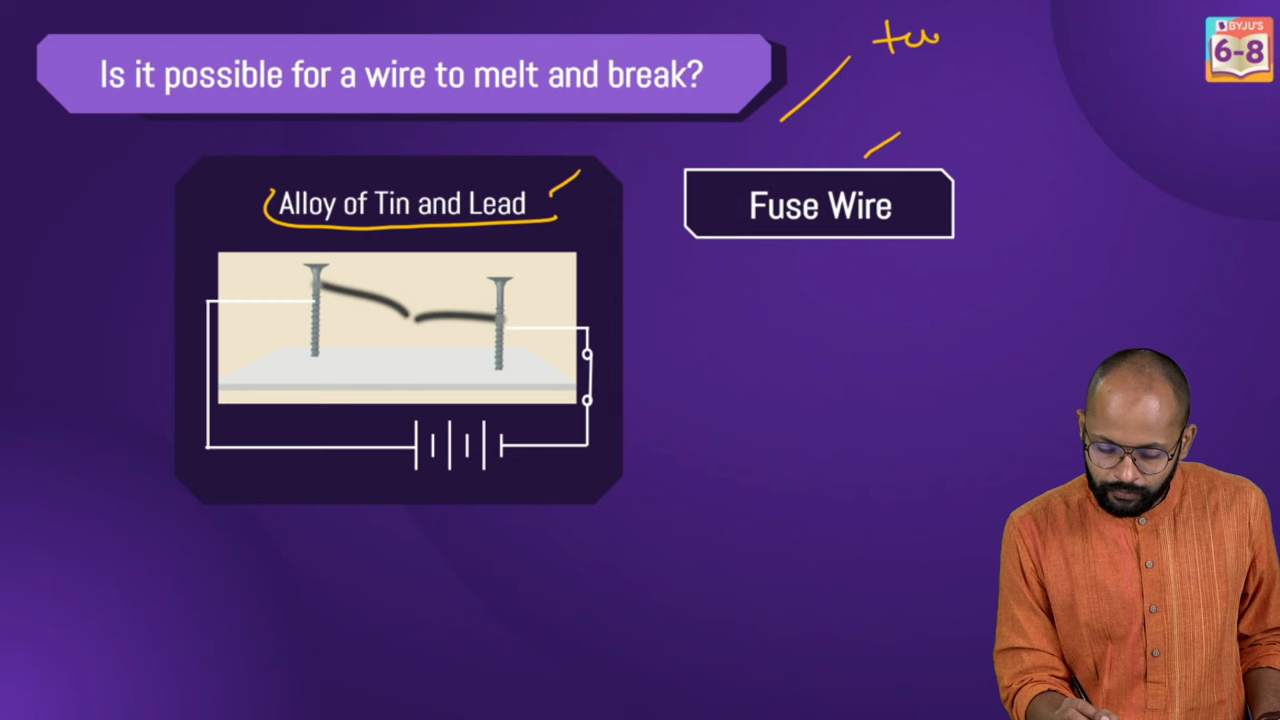 Is it possible for a wire to melt and break?
BYJU'S
6-8
Alloy of Tin and Lead
Fuse Wire